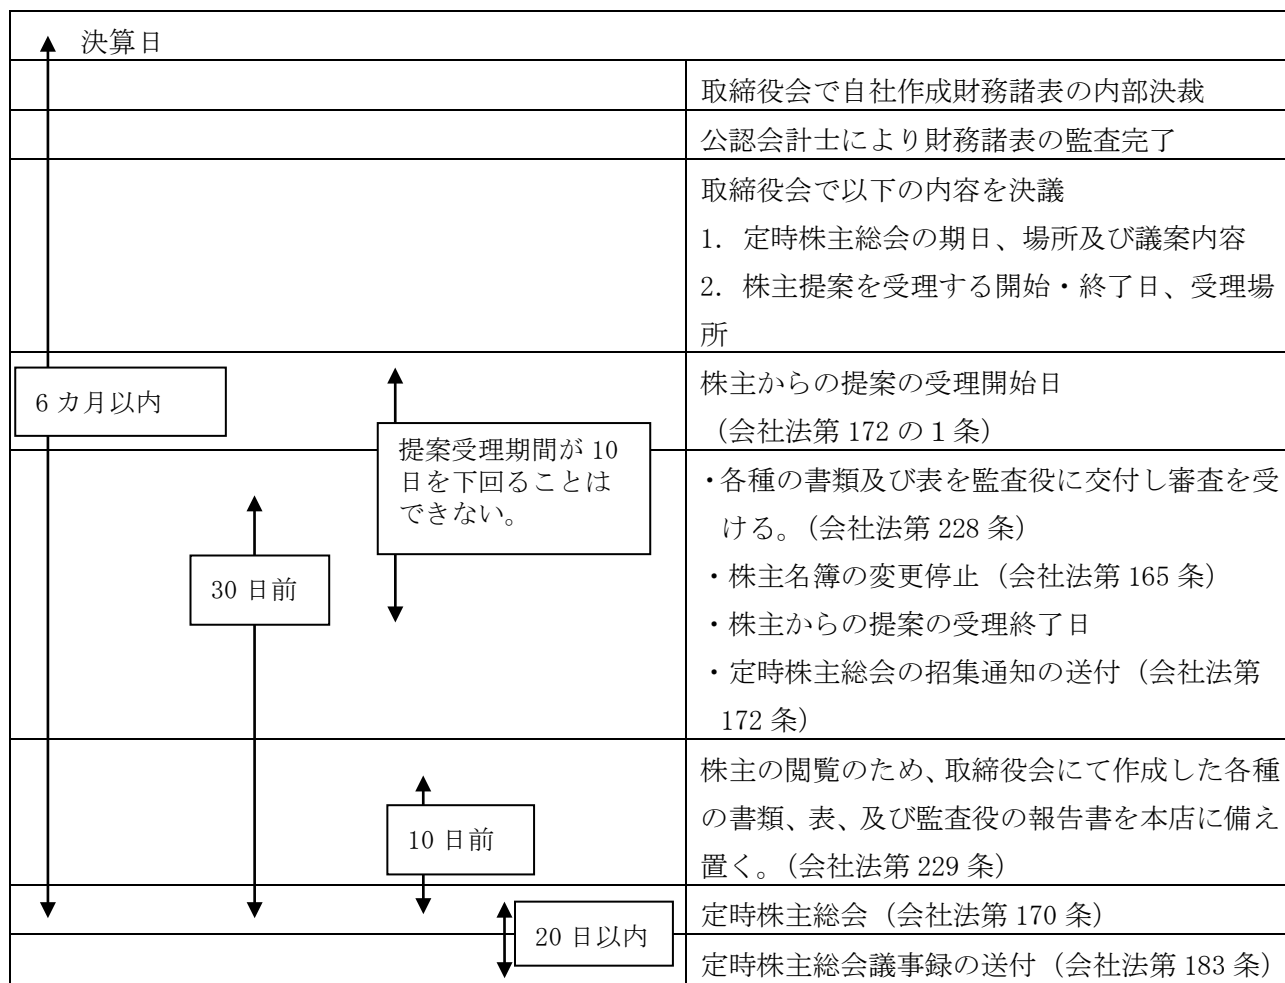 決算日
取締役会で自社作成財務諸表の内部決裁
公認会計士により財務諸表の監査完了
取締役会で以下の内容を決議
1．定時株主総会の期日、場所及び議案内容
2．株主提案を受理する開始・終了日、受理場
所
6カ月以内
株主からの提案の受理開始日
（会社法第172の１条）
提案受理期間が10
日を下回ることは
できない。
・各種の書類及び表を監査役に交付し審査を受
ける。（会社法第228条）
30日前
・株主名簿の変更停止（会社法第165条）
・株主からの提案の受理終了日
・定時株主総会の招集通知の送付（会社法第
172条）
10日前
株主の閲覧のため、取締役会にて作成した各種
の書類、表、及び監査役の報告書を本店に備え
置く。（会社法第229条）
定時株主総会（会社法第170条）
20日以内
定時株主総会議事録の送付（会社法第183条）